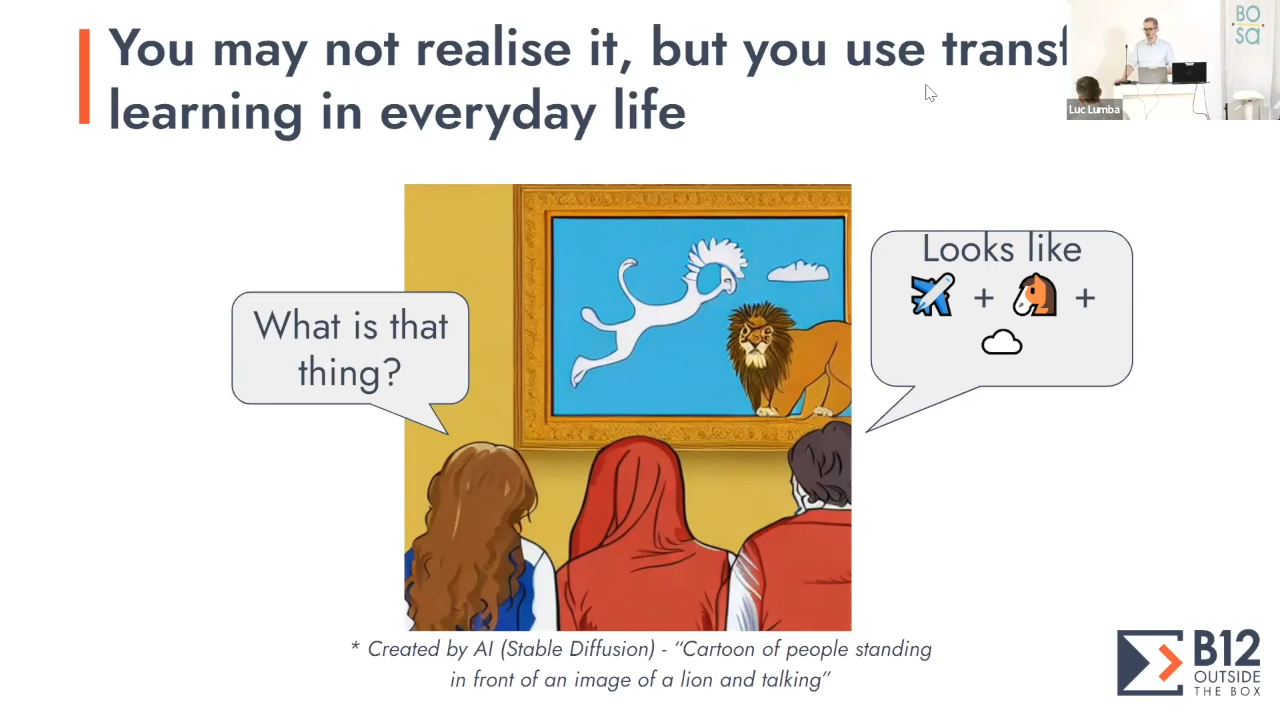 You may not realise it, but you use transf
learning in everyday life
BO
SA
Luc Lumba
What is that
thing?
Looks like
+ +
* Created by AI (Stable Diffusion) - “Cartoon of people standing
in front of an image of a lion and talking”
B12
OUTSIDE
THE BOX